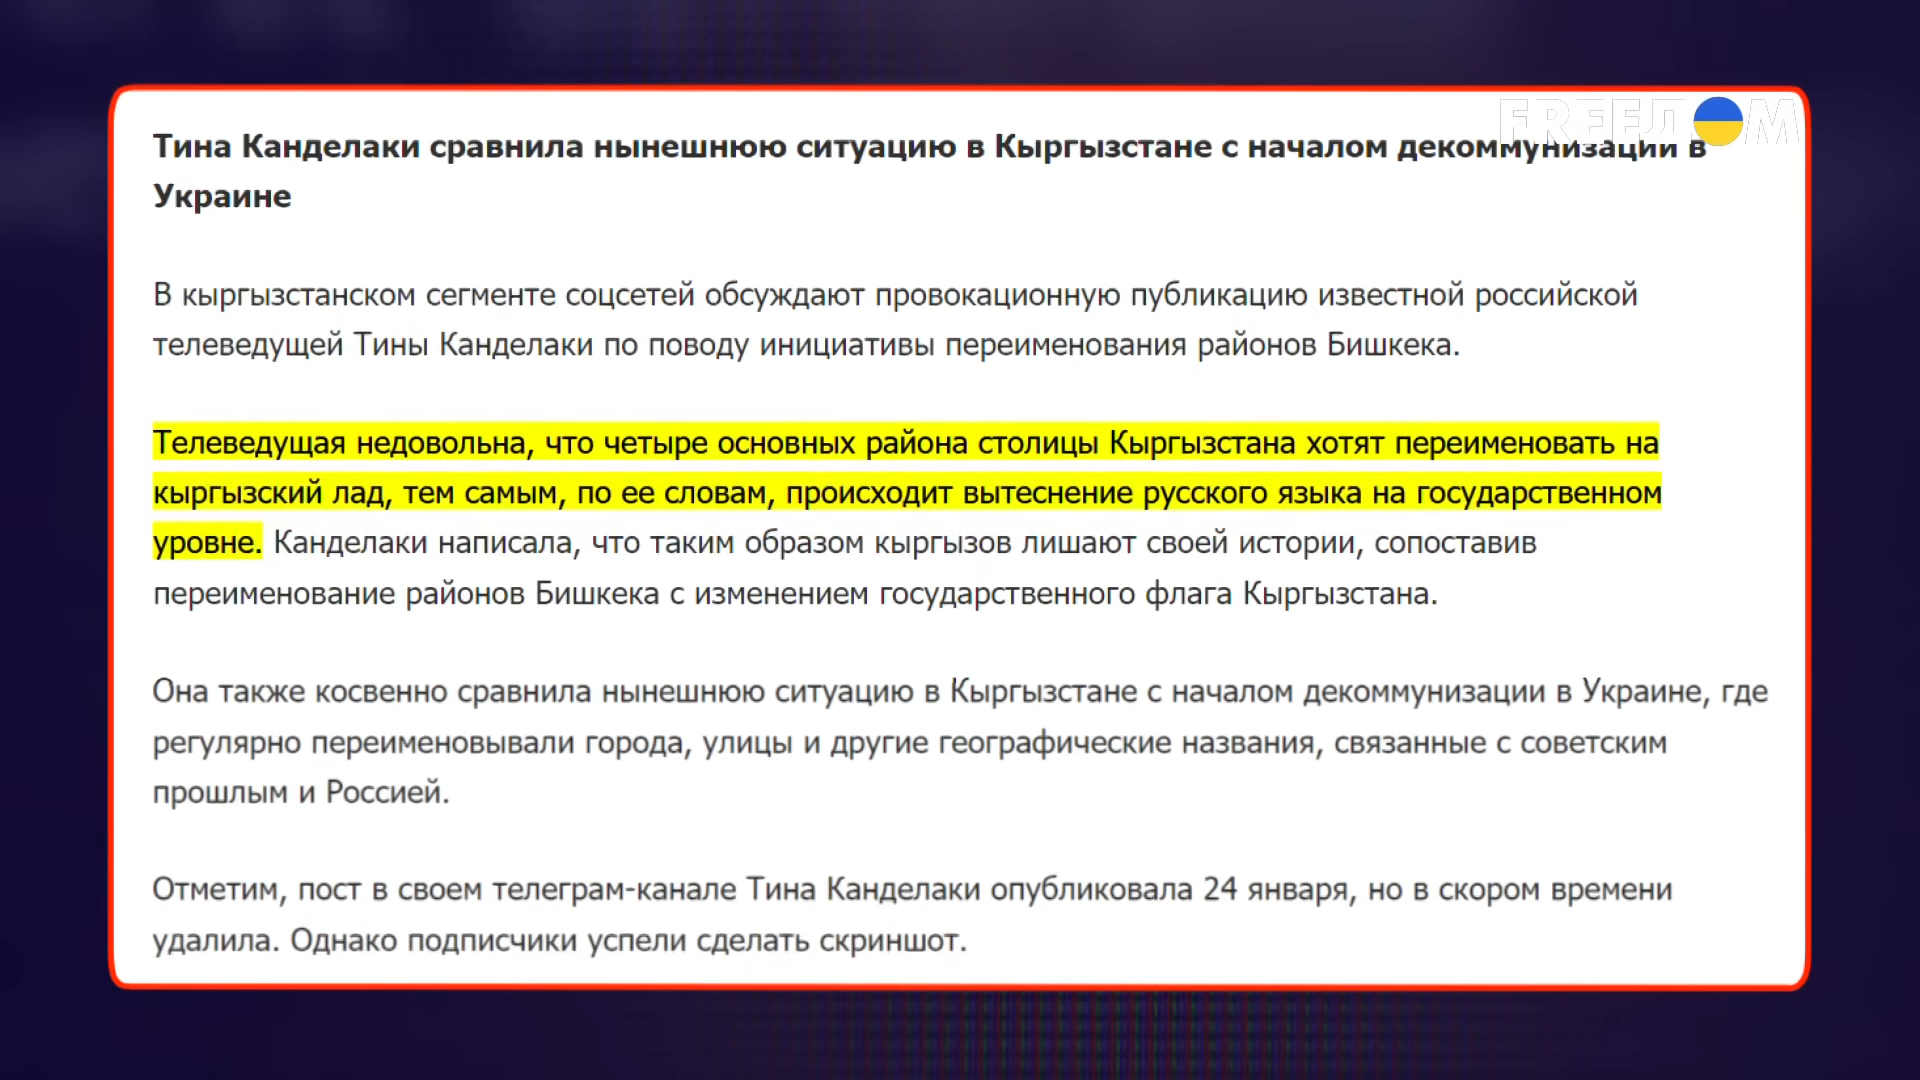 FREEДОМ
Тина Канделаки сравнила нынешнюю ситуацию в Кыргызстане с началом декоммунизации в
Украине
В кыргызстанском сегменте соцсетей обсуждают провокационную публикацию известной российской
телеведущей Тины Канделаки по поводу инициативы переименования районов Бишкека.
Телеведущая недовольна, что четыре основных района столицы Кыргызстана хотят переименовать на
кыргызский лад, тем самым, по ее словам, происходит вытеснение русского языка на государственном
уровне. Канделаки написала, что таким образом кыргызов лишают своей истории, сопоставив
переименование районов Бишкека с изменением государственного флага Кыргызстана.
Она также косвенно сравнила нынешнюю ситуацию в Кыргызстане с началом декоммунизации в Украине, где
регулярно переименовывали города, улицы и другие географические названия, связанные с советским
прошлым и Россией.
Отметим, пост в своем телеграм-канале Тина Канделаки опубликовала 24 января, но в скором времени
удалила. Однако подписчики успели сделать скриншот.